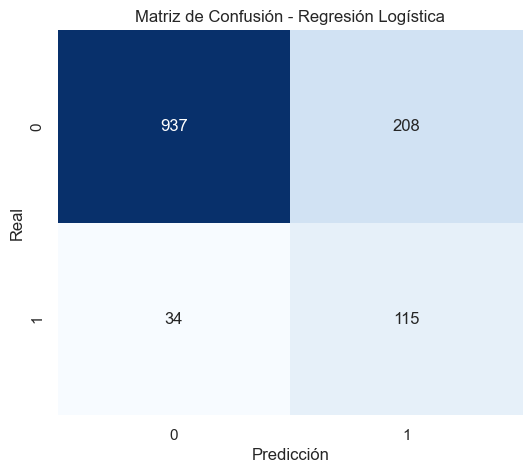 Matriz de Confusión - Regresión Logística
937 208
0
Real
34 115
1
0 1
Predicción